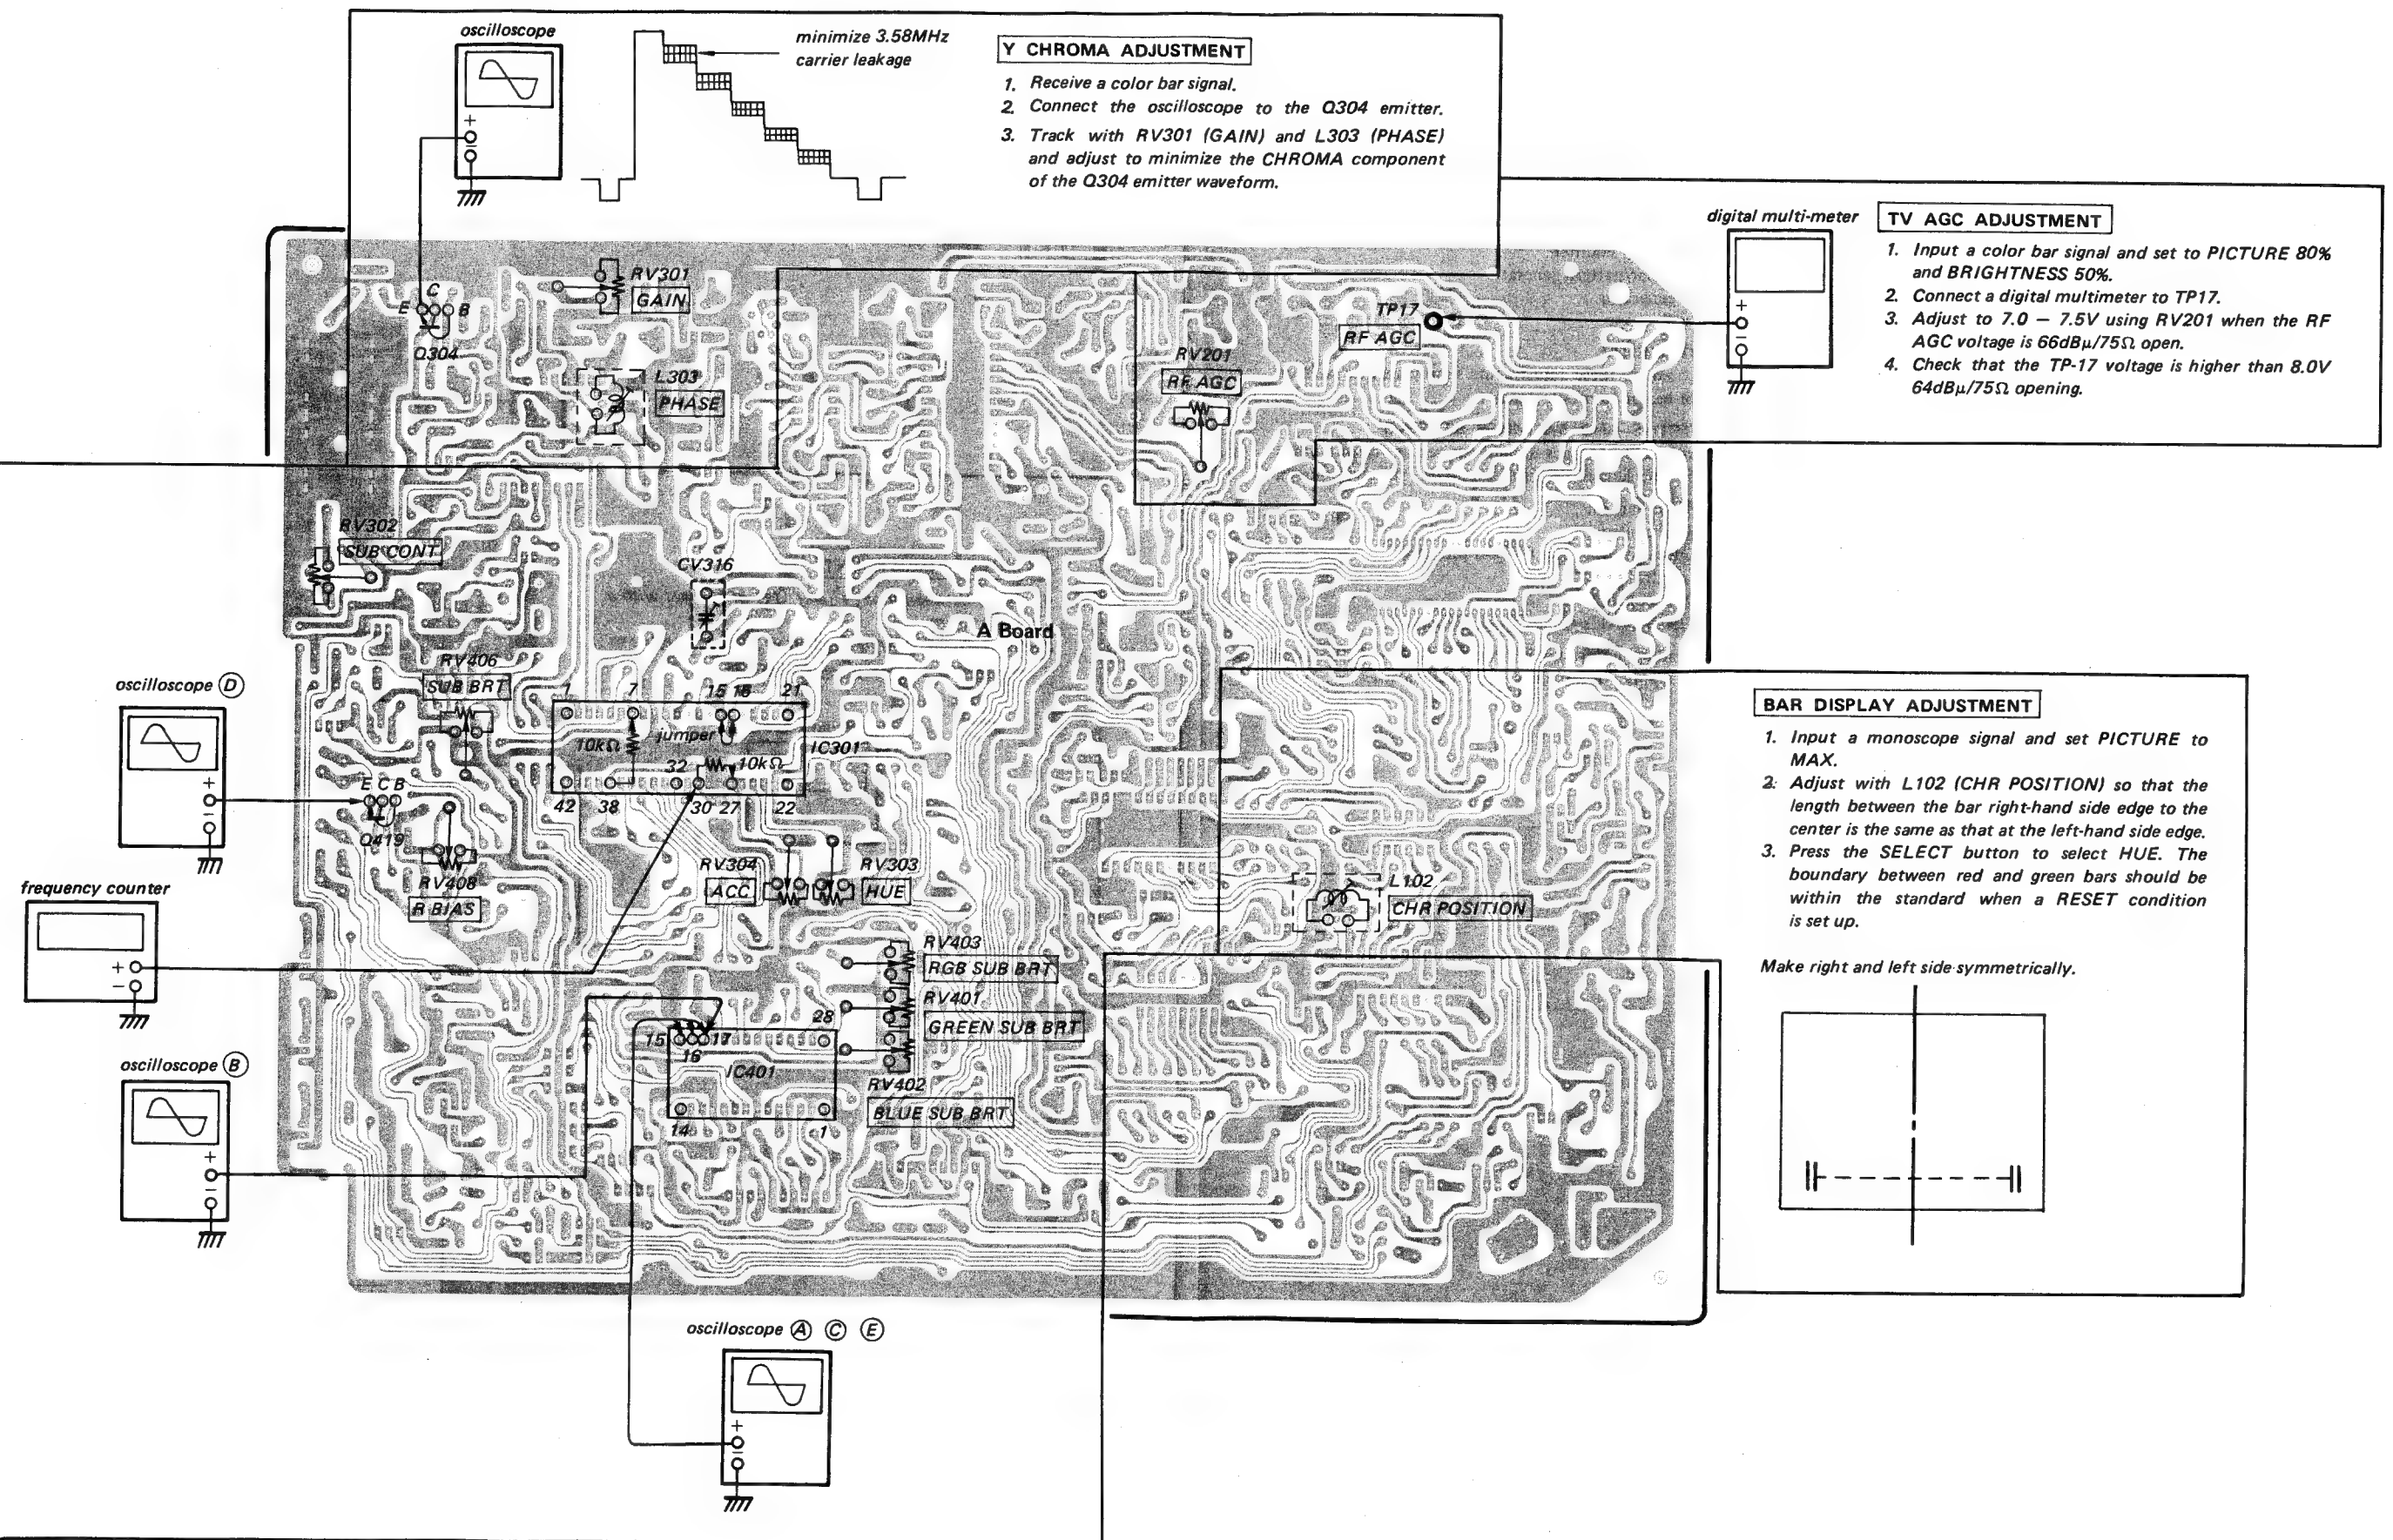 oscilloscope
+
−
minimize 3.58MHz
carrier leakage
Y CHROMA ADJUSTMENT
1. Receive a color bar signal.
2. Connect the oscilloscope to the Q304 emitter.
3. Track with RV301 (GAIN) and L303 (PHASE)
and adjust to minimize the CHROMA component
of the Q304 emitter waveform.
digital multi-meter
+
−
TV AGC ADJUSTMENT
1. Input a color bar signal and set to PICTURE 80%
and BRIGHTNESS 50%.
2. Connect a digital multimeter to TP17.
3. Adjust to 7.0 − 7.5V using RV201 when the RF
AGC voltage is 66dBμ/75Ω open.
4. Check that the TP-17 voltage is higher than 8.0V
64dBμ/75Ω opening.
RV301
GAIN
C
E B
Q304
L303
PHASE
TP17
RF AGC
RV201
RF AGC
RV302
SUB CONT
CV316
A Board
RV406
SUB BRT
1 7 15 16 21
10kΩ
jumper
IC301
32
10kΩ
42 38 30 27 22
oscilloscope D
+
−
E C B
Q419
RV408
R BIAS
RV304
ACC
RV303
HUE
frequency counter
+
−
L102
CHR POSITION
BAR DISPLAY ADJUSTMENT
1. Input a monoscope signal and set PICTURE to
MAX.
2. Adjust with L102 (CHR POSITION) so that the
length between the bar right-hand side edge to the
center is the same as that at the left-hand side edge.
3. Press the SELECT button to select HUE. The
boundary between red and green bars should be
within the standard when a RESET condition
is set up.
Make right and left side symmetrically.
RV403
RGB SUB BRT
RV401
GREEN SUB BRT
RV402
BLUE SUB BRT
28
15 17
16
IC401
14 1
oscilloscope B
+
−
oscilloscope A C E
+
−